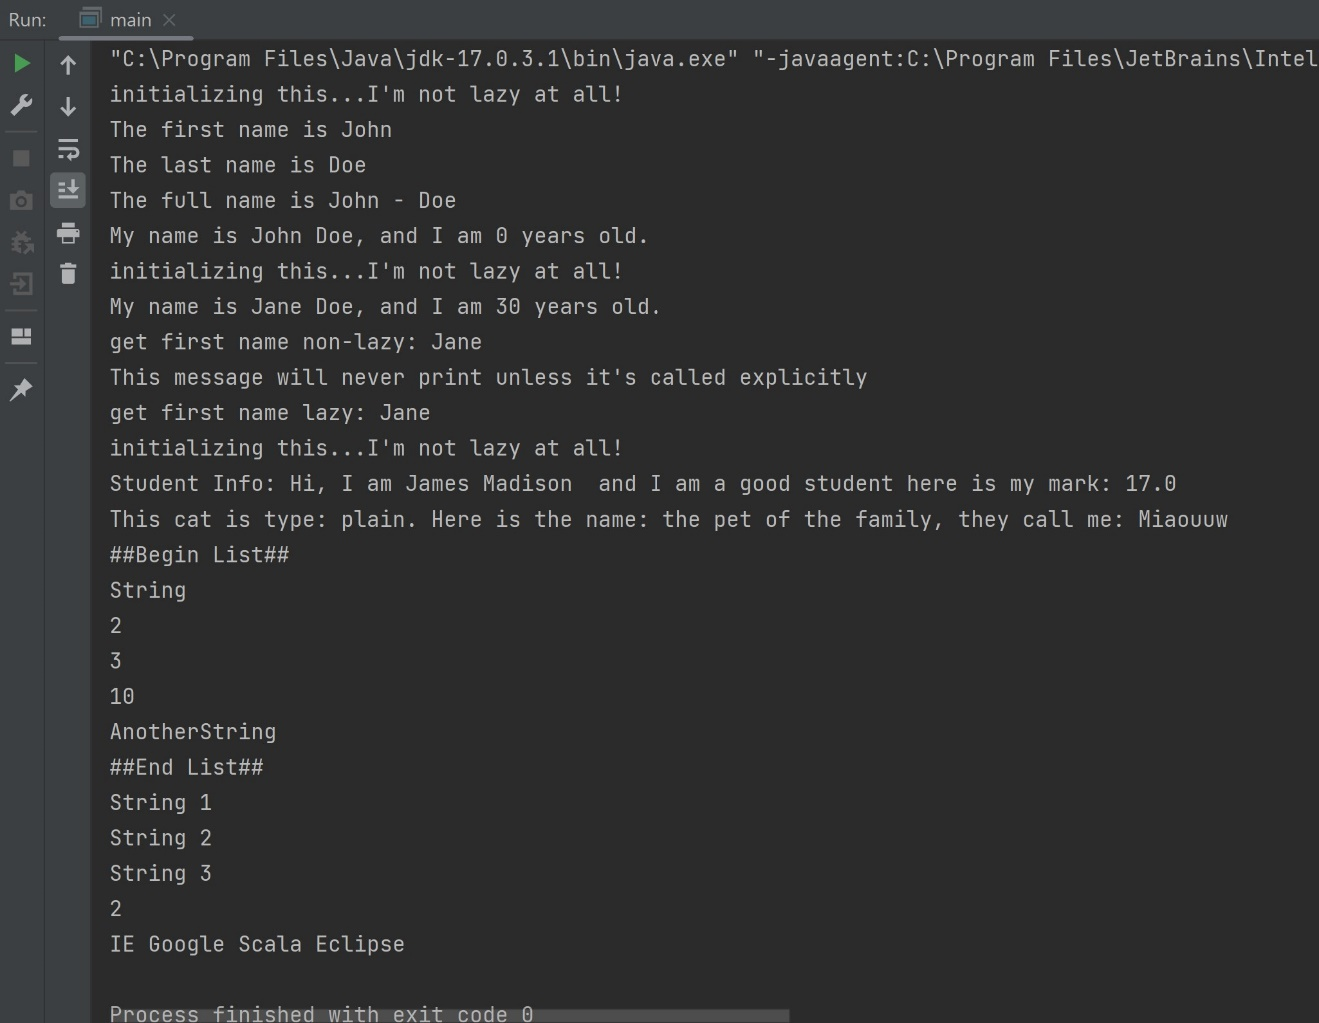 Run: main
"C:\Program Files\Java\jdk-17.0.3.1\bin\java.exe" "-javaagent:C:\Program Files\JetBrains\Intel
initializing this...I'm not lazy at all!
The first name is John
The last name is Doe
The full name is John - Doe
My name is John Doe, and I am 0 years old.
initializing this...I'm not lazy at all!
My name is Jane Doe, and I am 30 years old.
get first name non-lazy: Jane
This message will never print unless it's called explicitly
get first name lazy: Jane
initializing this...I'm not lazy at all!
Student Info: Hi, I am James Madison  and I am a good student here is my mark: 17.0
This cat is type: plain. Here is the name: the pet of the family, they call me: Miaouuw
##Begin List##
String
2
3
10
AnotherString
##End List##
String 1
String 2
String 3
2
IE Google Scala Eclipse
Process finished with exit code 0